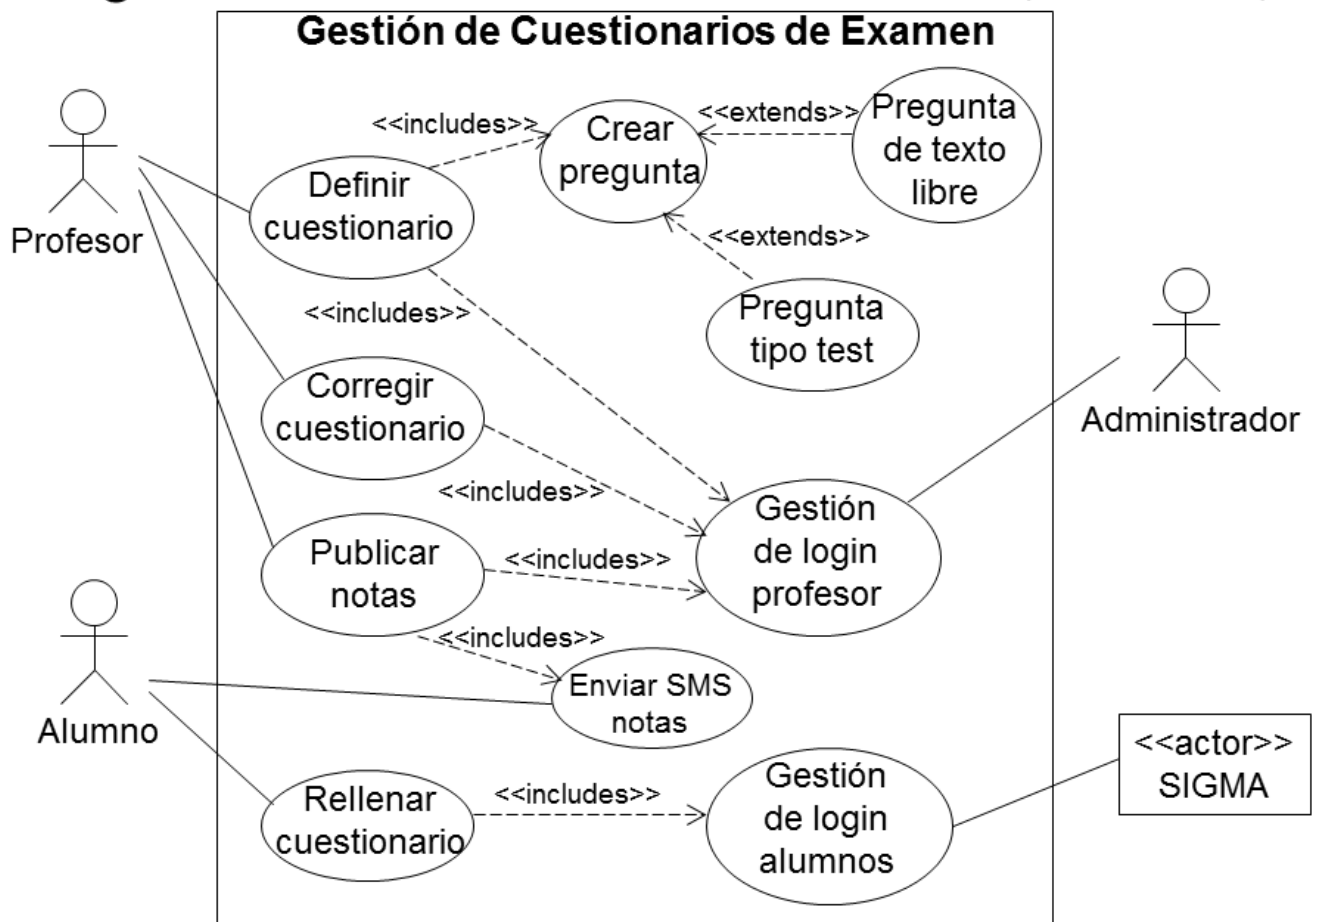 Gestión de Cuestionarios de Examen
<<includes>>
Crear
pregunta
<<extends>>
Pregunta
de texto
libre
Profesor
Definir
cuestionario
<<extends>>
<<includes>>
Pregunta
tipo test
Corregir
cuestionario
Administrador
<<includes>>
Gestión
de login
profesor
Publicar
notas
<<includes>>
<<includes>>
Alumno
Enviar SMS
notas
<<actor>>
SIGMA
Rellenar
cuestionario
<<includes>>
Gestión
de login
alumnos